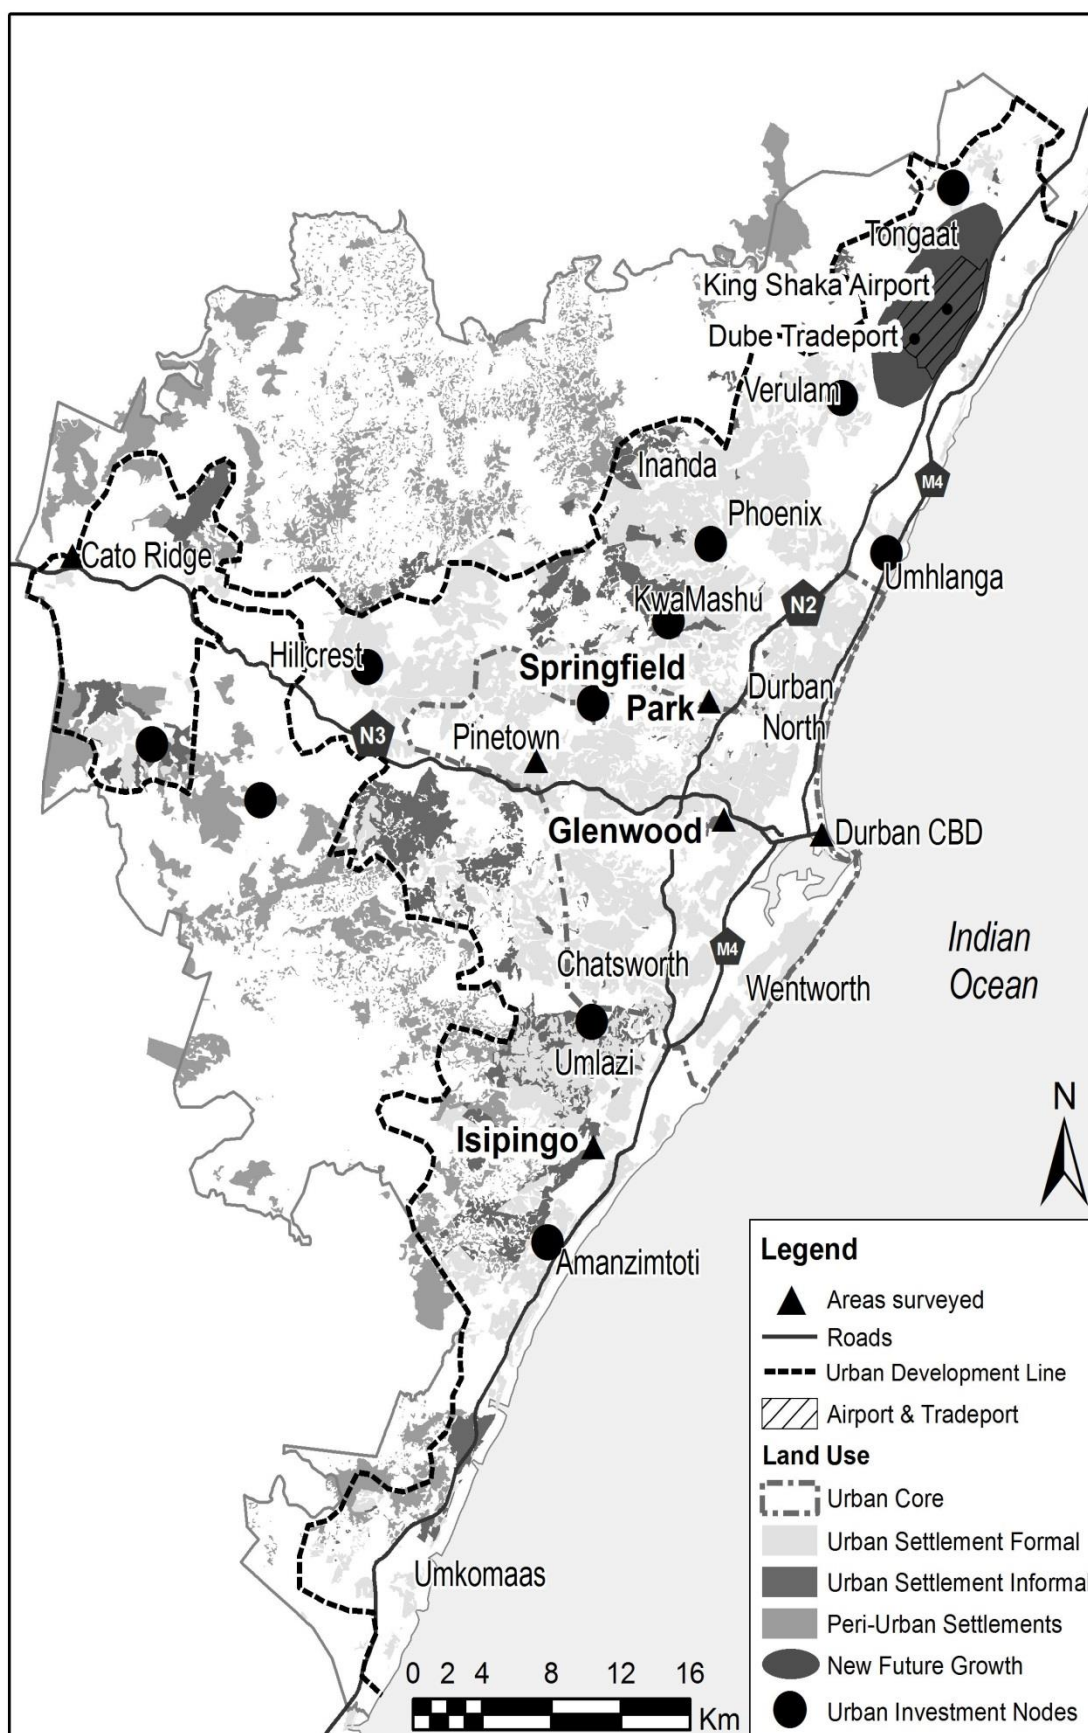 Tongaat
King Shaka Airport
Dube Tradeport
Verulam
Inanda
M4
Phoenix
Cato Ridge
Umhlanga
KwaMashu
N2
Hillcrest
Springfield
Park
Durban
North
N3
Pinetown
Glenwood
Durban CBD
Indian
Ocean
Chatsworth
M4
Wentworth
Umlazi
N
Isipingo
Amanzimtoti
Umkomaas
0 2 4 8 12 16
Km
Legend
Areas surveyed
Roads
Urban Development Line
Airport & Tradeport
Land Use
Urban Core
Urban Settlement Formal
Urban Settlement Informal
Peri-Urban Settlements
New Future Growth
Urban Investment Nodes